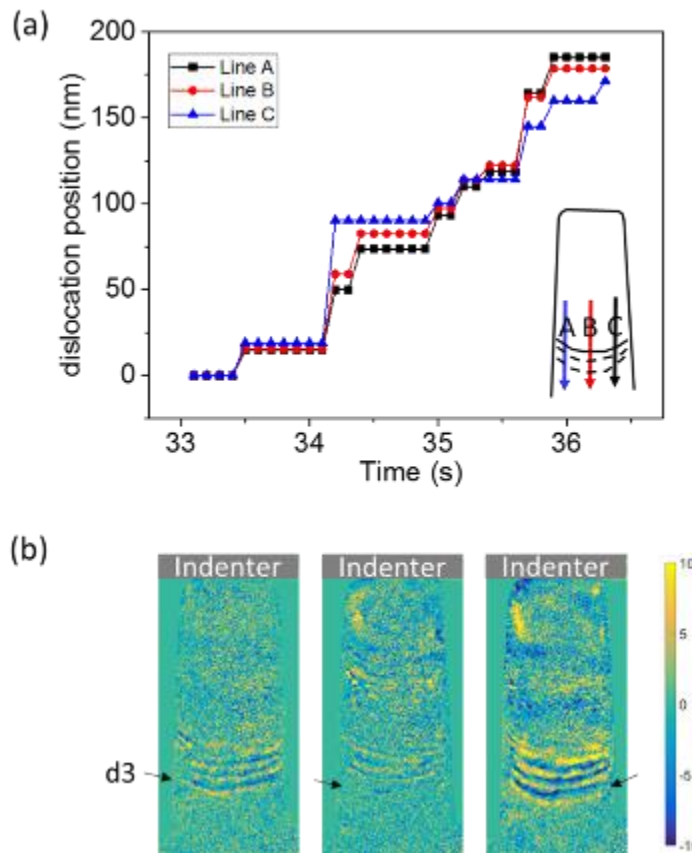 (a)
dislocation position (nm)
200
150
100
50
0
Line A
Line B
Line C
A B C
33 34 35 36
Time (s)
(b)
Indenter Indenter Indenter
d3
10
5
0
-5